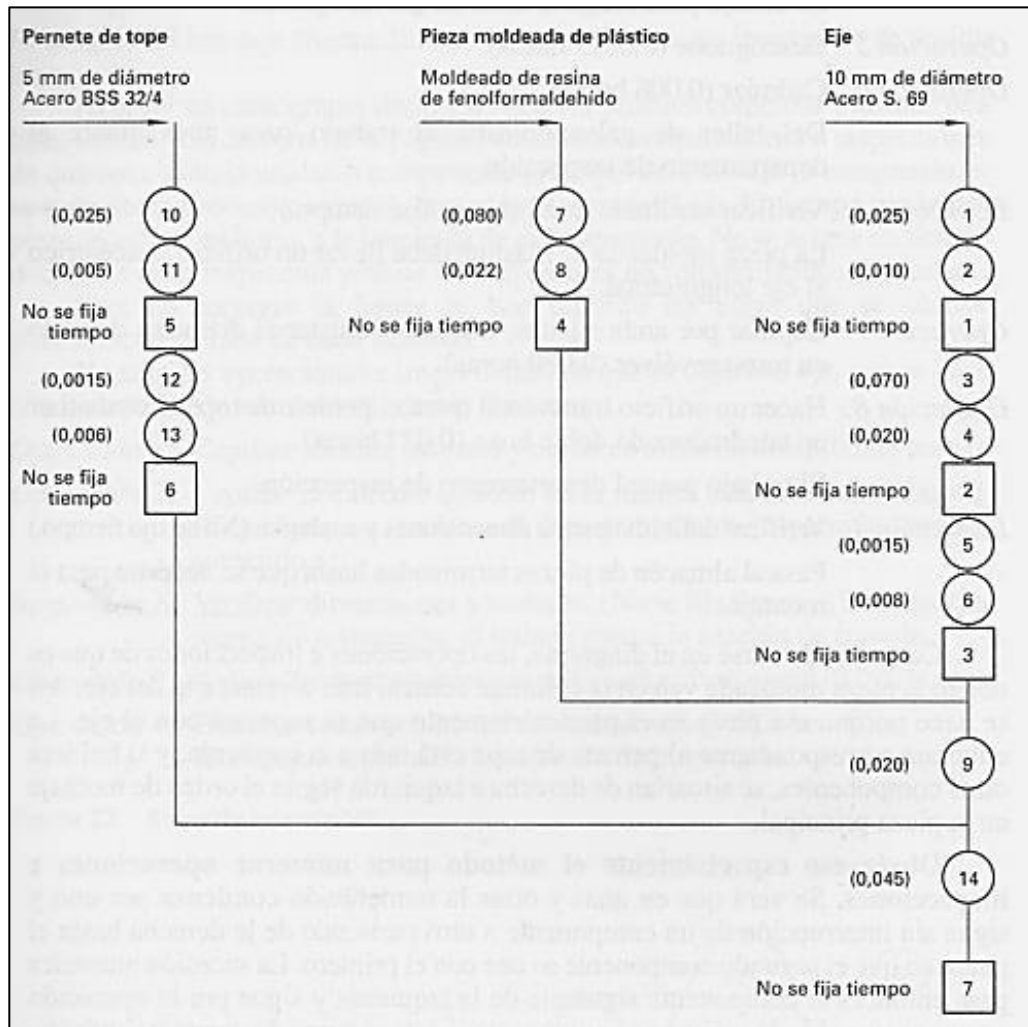 Pernete de tope
5 mm de diámetro
Acero BSS 32/4
(0,025) 10
(0,005) 11
No se fija
tiempo 5
(0,0015) 12
(0,008) 13
No se fija
tiempo 6
Pieza moldeada de plástico
Moldeado de resina
de fenolformaldehido
(0,080) 7
(0,022) 8
No se fija tiempo 4
Eje
10 mm de diámetro
Acero S. 69
(0,025) 1
(0,010) 2
No se fija tiempo 1
(0,070) 3
(0,020) 4
No se fija tiempo 2
(0,0015) 5
(0,008) 6
No se fija tiempo 3
(0,020) 9
(0,045) 14
No se fija tiempo 7